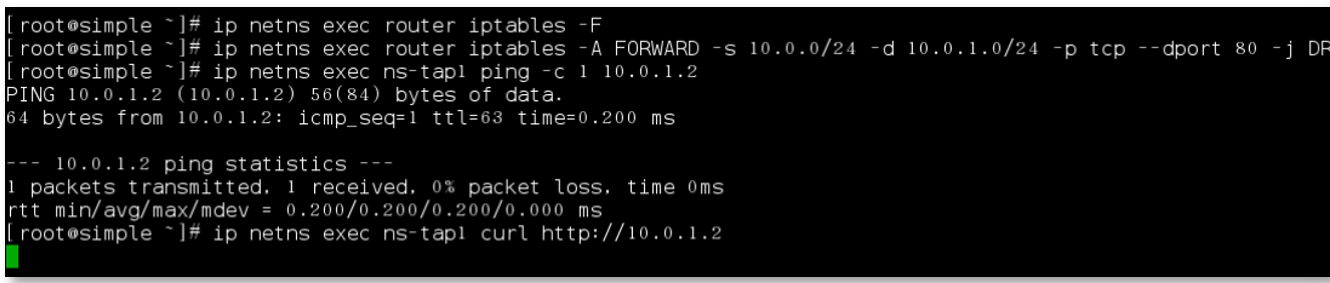 [root@simple ~]# ip netns exec router iptables -F
[root@simple ~]# ip netns exec router iptables -A FORWARD -s 10.0.0/24 -d 10.0.1.0/24 -p tcp --dport 80 -j DR
[root@simple ~]# ip netns exec ns-tap1 ping -c 1 10.0.1.2
PING 10.0.1.2 (10.0.1.2) 56(84) bytes of data.
64 bytes from 10.0.1.2: icmp_seq=1 ttl=63 time=0.200 ms
--- 10.0.1.2 ping statistics ---
1 packets transmitted, 1 received, 0% packet loss, time 0ms
rtt min/avg/max/mdev = 0.200/0.200/0.200/0.000 ms
[root@simple ~]# ip netns exec ns-tap1 curl http://10.0.1.2